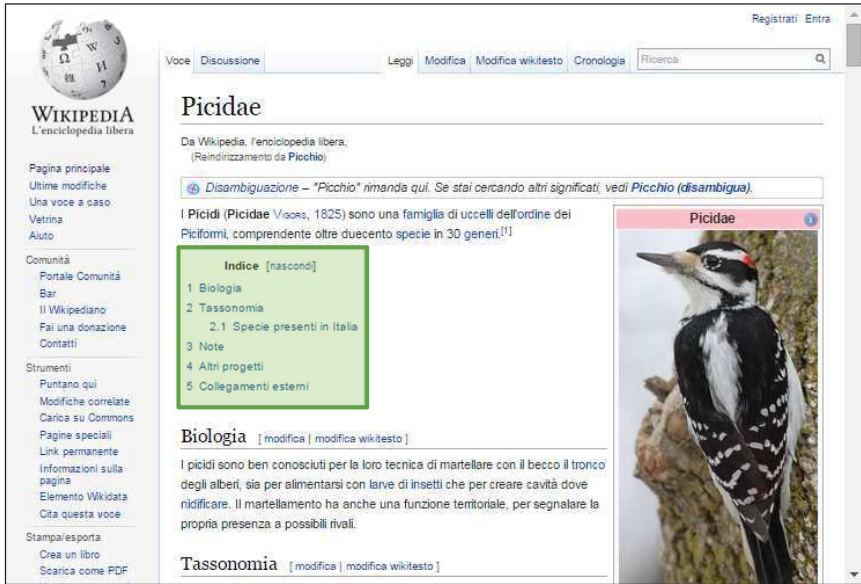 Registrati Entra
Voce Discussione Leggi Modifica Modifica wikitesto Cronologia Ricerca
WIKIPEDIA
L'enciclopedia libera
Pagina principale
Ultime modifiche
Una voce a caso
Vetrina
Aiuto
Comunità
Portale Comunità
Bar
Il Wikipediano
Fai una donazione
Contatti
Strumenti
Puntano qui
Modifiche correlate
Carica su Commons
Pagine speciali
Link permanente
Informazioni sulla
pagina
Elemento Wikidata
Cita questa voce
Stampa/esporta
Crea un libro
Scarica come PDF
Picidae
Da Wikipedia, l'enciclopedia libera.
(Reindirizzamento da Picchio)
Disambiguazione – "Picchio" rimanda qui. Se stai cercando altri significati, vedi Picchio (disambigua).
I Picidi (Picidae Vigors, 1825) sono una famiglia di uccelli dell'ordine dei
Piciformi, comprendente oltre duecento specie in 30 generi.[1]
Indice [nascondi]
1 Biologia
2 Tassonomia
2.1 Specie presenti in Italia
3 Note
4 Altri progetti
5 Collegamenti esterni
Biologia [ modifica | modifica wikitesto ]
I picidi sono ben conosciuti per la loro tecnica di martellare con il becco il tronco
degli alberi, sia per alimentarsi con larve di insetti che per creare cavità dove
nidificare. Il martellamento ha anche una funzione territoriale, per segnalare la
propria presenza a possibili rivali.
Tassonomia [ modifica | modifica wikitesto ]
Picidae